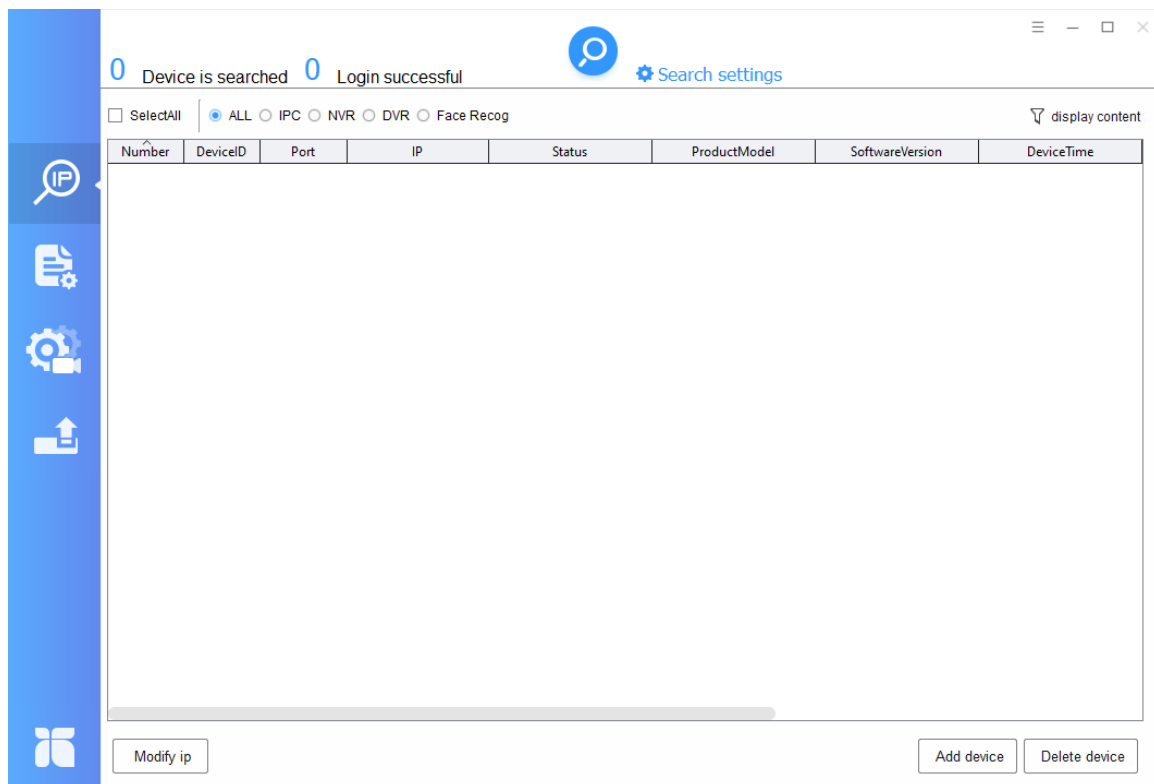 0 Device is searched 0 Login successful Search settings
SelectAll ALL IPC NVR DVR Face Recog display content
Number DeviceID Port IP Status ProductModel SoftwareVersion DeviceTime
IP
Modify ip Add device Delete device